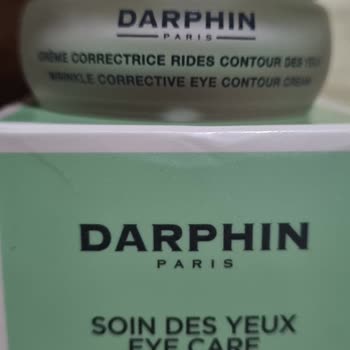 DARPHIN
PARIS
CRÈME CORRECTRICE RIDES CONTOUR DES YEUX
WRINKLE CORRECTIVE EYE CONTOUR CREAM
DARPHIN
PARIS
SOIN DES YEUX
EYE CARE